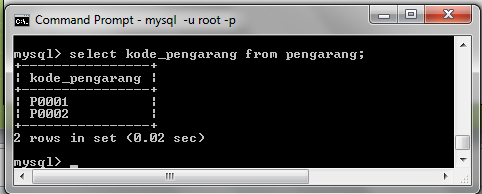 Command Prompt - mysql -u root -p
mysql> select kode_pengarang from pengarang;
+----------------+
| kode_pengarang |
+----------------+
| P0001          |
| P0002          |
+----------------+
2 rows in set (0.02 sec)
mysql> _